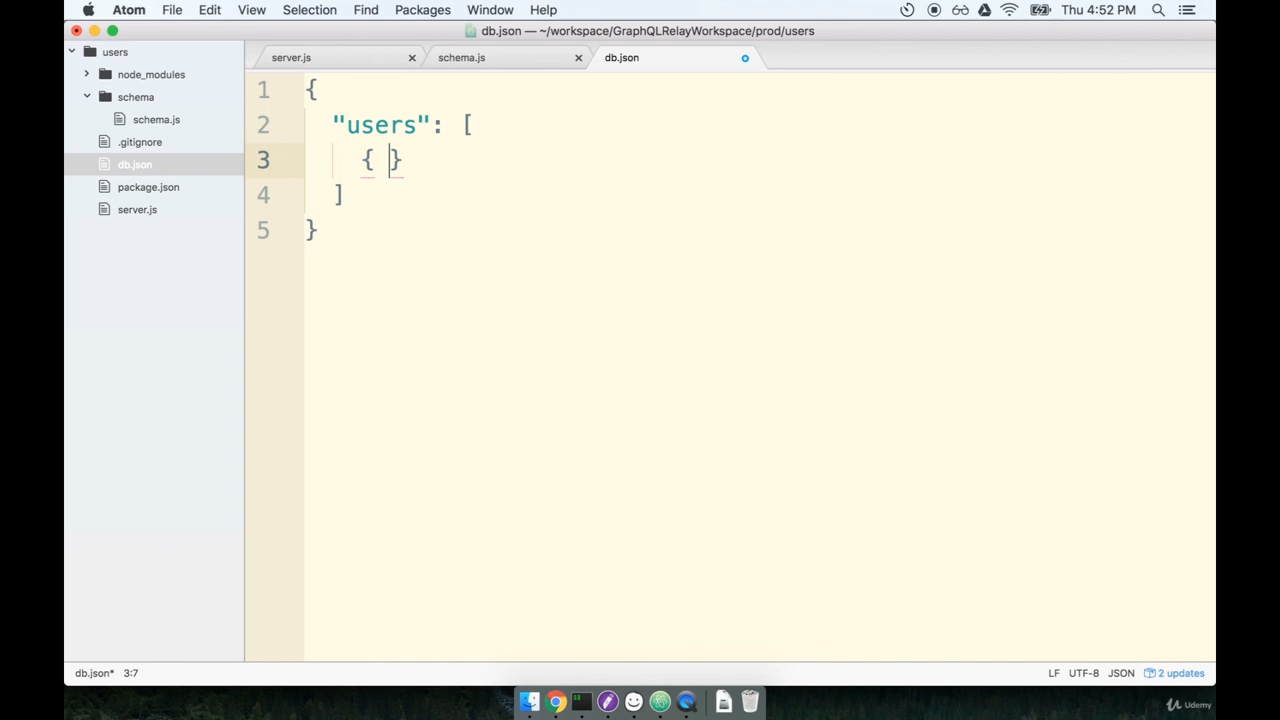 Atom File Edit View Selection Find Packages Window Help Thu 4:52 PM
db.json — ~/workspace/GraphQLRelayWorkspace/prod/users
users
server.js
schema.js
db.json
node_modules
schema
schema.js
.gitignore
db.json
package.json
server.js
1 {
2 "users": [
3 { }
4 ]
5 }
db.json* 3:7 LF UTF-8 JSON 2 updates
Udemy